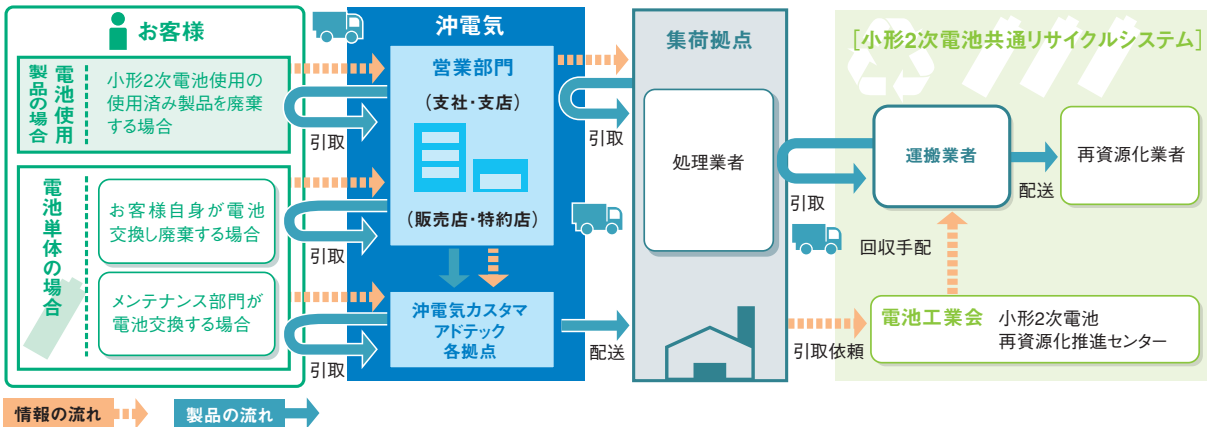 お客様
電池使用
製品の場合
小形2次電池使用の
使用済み製品を廃棄
する場合
電池単体の場合
お客様自身が電池
交換し廃棄する場合
メンテナンス部門が
電池交換する場合
引取
引取
引取
沖電気
営業部門
(支社・支店)
(販売店・特約店)
沖電気カスタマ
アドテック
各拠点
引取
配送
集荷拠点
処理業者
引取
引取依頼
[小形2次電池共通リサイクルシステム]
運搬業者
配送
再資源化業者
回収手配
電池工業会
小形2次電池
再資源化推進センター
情報の流れ
製品の流れ